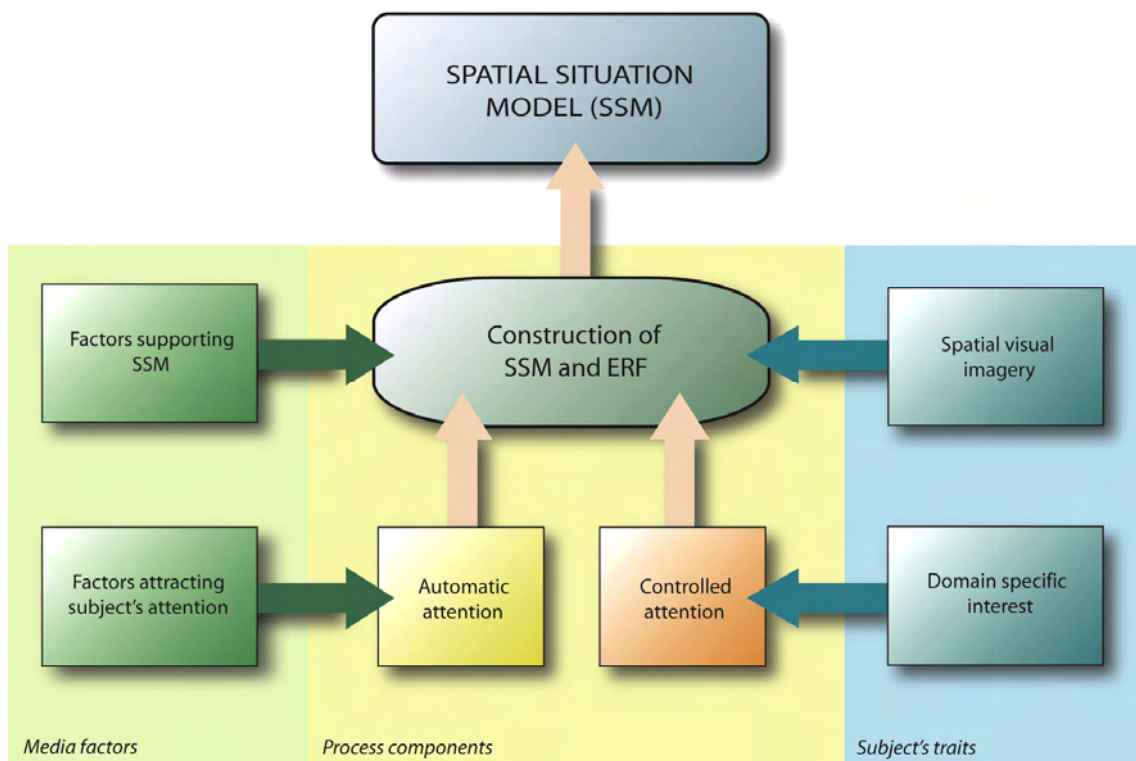 SPATIAL SITUATION
MODEL (SSM)
Factors supporting
SSM
Construction of
SSM and ERF
Spatial visual
imagery
Factors attracting
subject's attention
Automatic
attention
Controlled
attention
Domain specific
interest
Media factors
Process components
Subject's traits